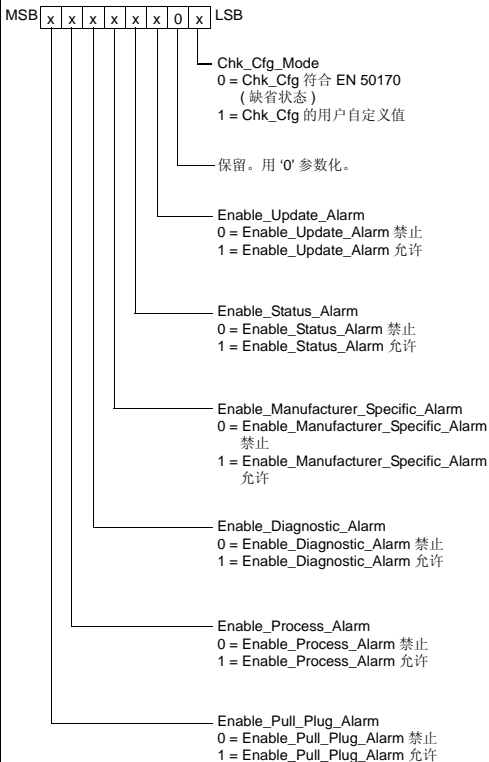 MSB x x x x x x 0 x LSB
Chk_Cfg_Mode
0 = Chk_Cfg 符合 EN 50170
( 缺省状态 )
1 = Chk_Cfg 的用户自定义值
保留。用 ‘0’ 参数化。
Enable_Update_Alarm
0 = Enable_Update_Alarm 禁止
1 = Enable_Update_Alarm 允许
Enable_Status_Alarm
0 = Enable_Status_Alarm 禁止
1 = Enable_Status_Alarm 允许
Enable_Manufacturer_Specific_Alarm
0 = Enable_Manufacturer_Specific_Alarm
禁止
1 = Enable_Manufacturer_Specific_Alarm
允许
Enable_Diagnostic_Alarm
0 = Enable_Diagnostic_Alarm 禁止
1 = Enable_Diagnostic_Alarm 允许
Enable_Process_Alarm
0 = Enable_Process_Alarm 禁止
1 = Enable_Process_Alarm 允许
Enable_Pull_Plug_Alarm
0 = Enable_Pull_Plug_Alarm 禁止
1 = Enable_Pull_Plug_Alarm 允许